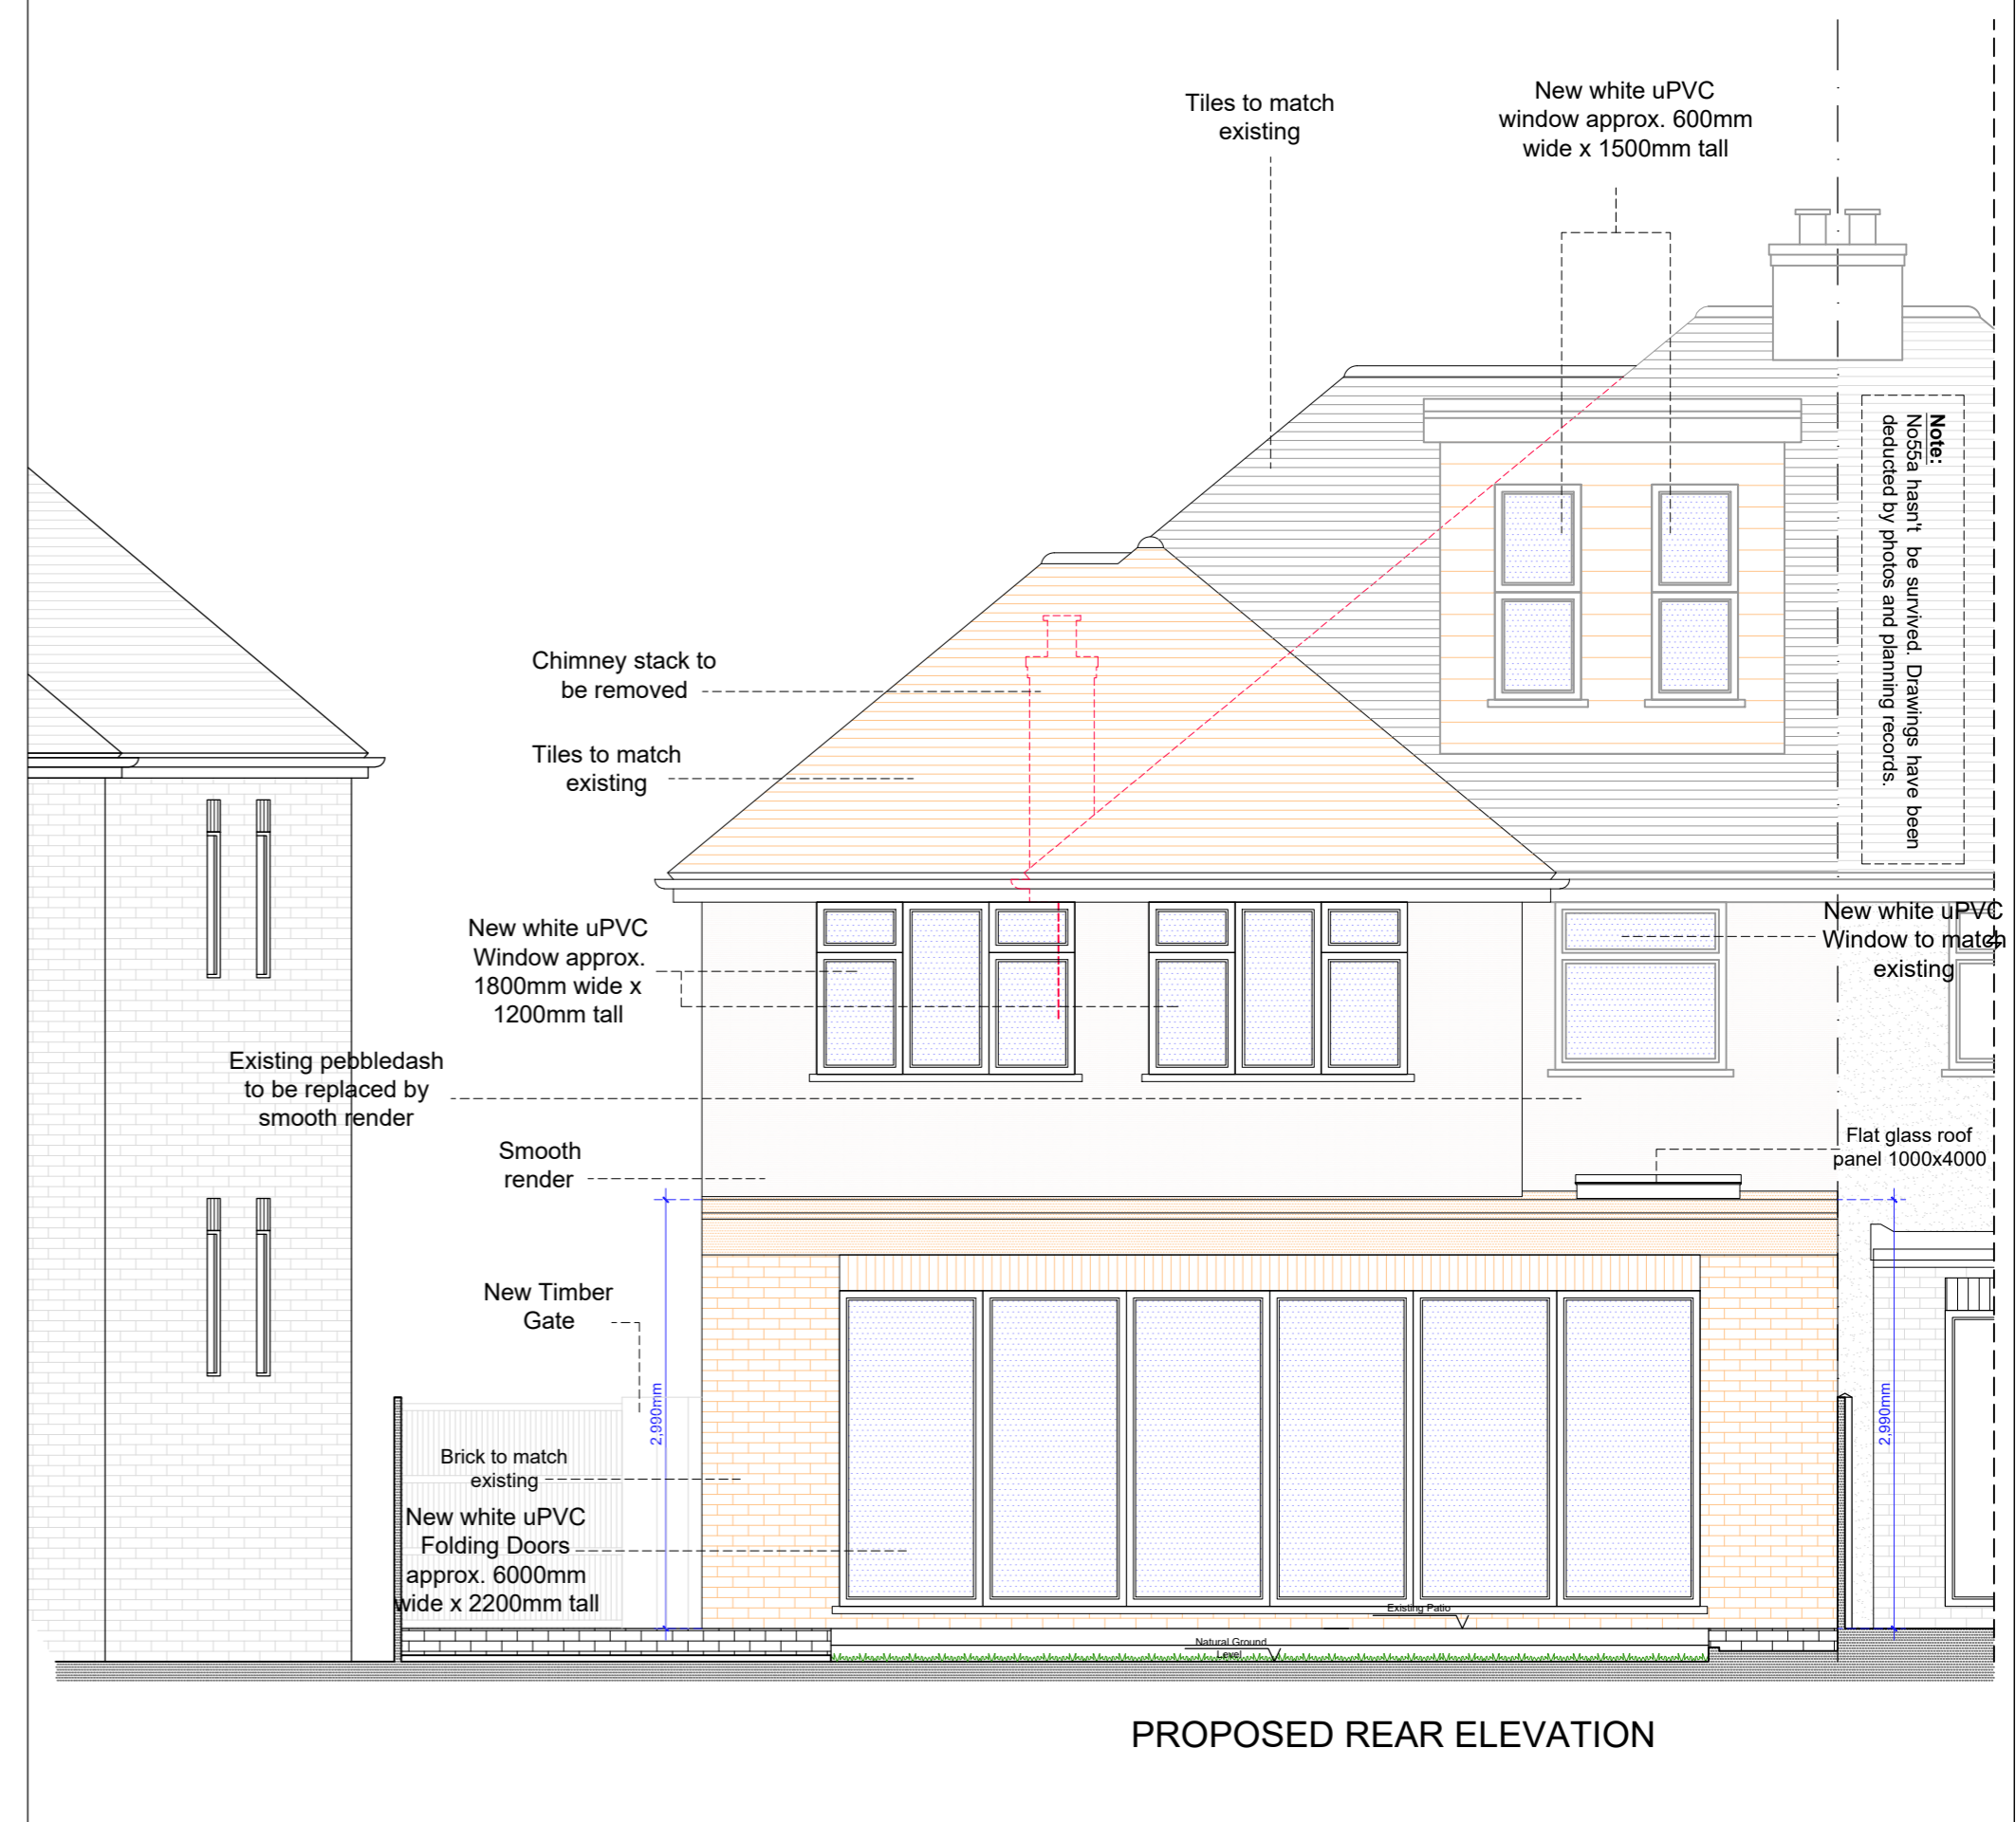 Tiles to match
existing
New white uPVC
window approx. 600mm
wide x 1500mm tall
Note:
No55a hasn't be survived. Drawings have been
deducted by photos and planning records.
Chimney stack to
be removed
Tiles to match
existing
New white uPVC
Window approx.
1800mm wide x
1200mm tall
New white uPVC
Window to match
existing
Existing pebbledash
to be replaced by
smooth render
Smooth
render
Flat glass roof
panel 1000x4000
New Timber
Gate
2,990mm
2,990mm
Brick to match
existing
New white uPVC
Folding Doors
approx. 6000mm
wide x 2200mm tall
Existing Patio
Natural Ground
Level
PROPOSED REAR ELEVATION